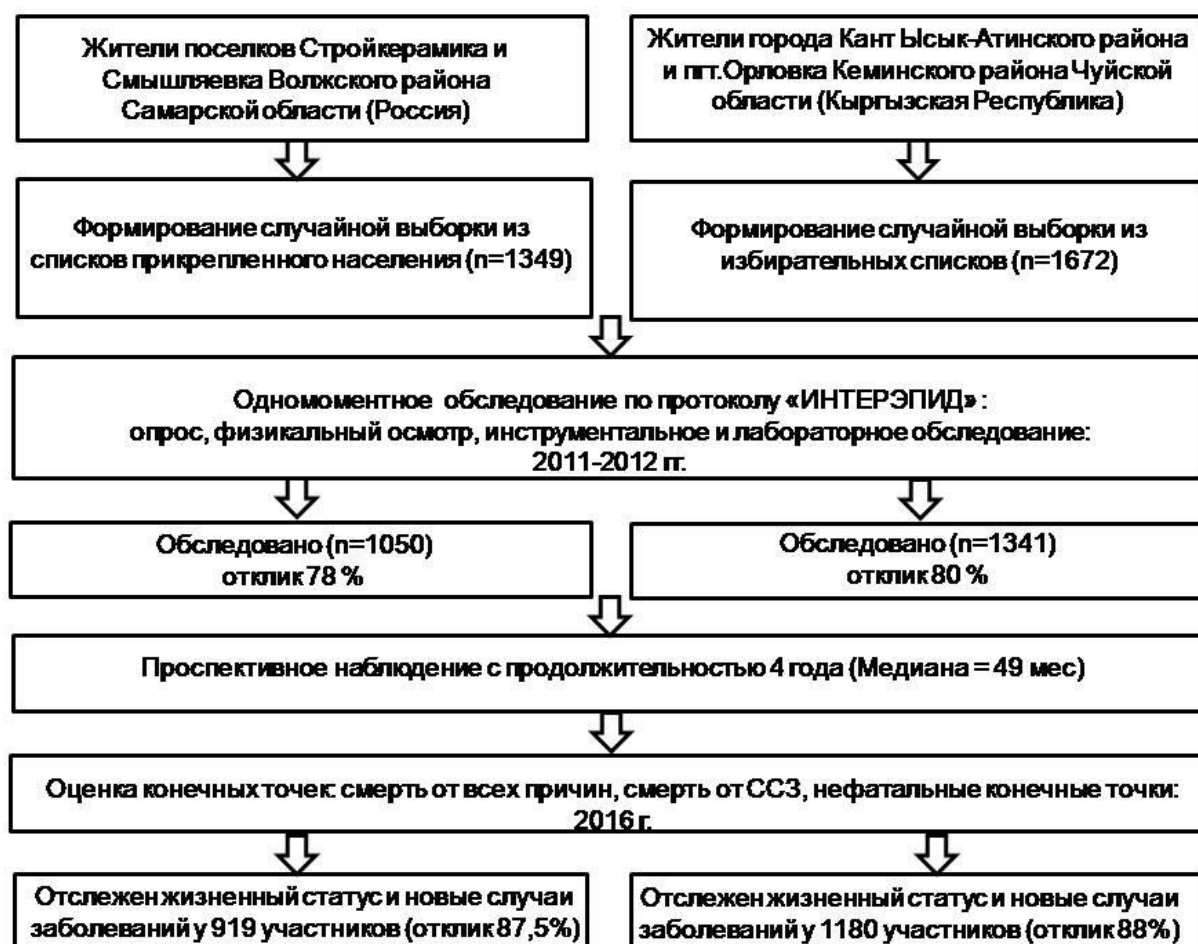 Жители поселков Стройкерамика и
Смышляевка Волжского района
Самарской области (Россия)
Жители города Кант Ысык-Атинского района
и пгт.Орловка Кеминского района Чуйской
области (Кыргызская Республика)
Формирование случайной выборки из
списков прикрепленного населения (n=1349)
Формирование случайной выборки из
избирательных списков (n=1672)
Одномоментное обследование по протоколу «ИНТЕРЭПИД» :
опрос, физикальный осмотр, инструментальное и лабораторное обследование:
2011-2012 гг.
Обследовано (n=1050)
отклик 78 %
Обследовано (n=1341)
отклик 80 %
Проспективное наблюдение с продолжительностью 4 года (Медиана = 49 мес)
Оценка конечных точек: смерть от всех причин, смерть от ССЗ, нефатальные конечные точки:
2016 г.
Отслежен жизненный статус и новые случаи
заболеваний у 919 участников (отклик 87,5%)
Отслежен жизненный статус и новые случаи
заболеваний у 1180 участников (отклик 88%)